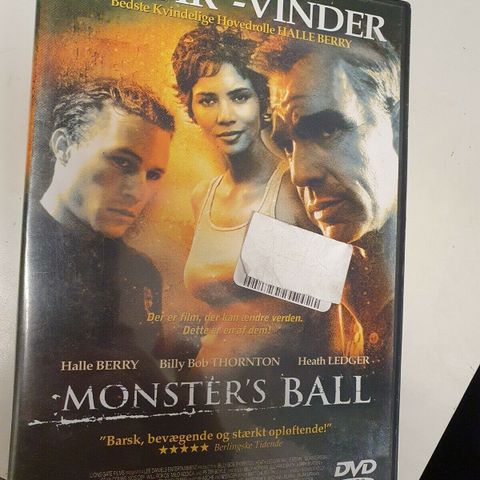 -VINDER
Bedste Kvindelige Hovedrolle HALLE BERRY
Der er film, der kan ændre verden.
Dette er en af dem!
Halle BERRY Billy Bob THORNTON Heath LEDGER
MONSTER'S BALL
"Barsk, bevægende og stærkt opløftende!"
★★★★★ Berlingske Tidende
DVD